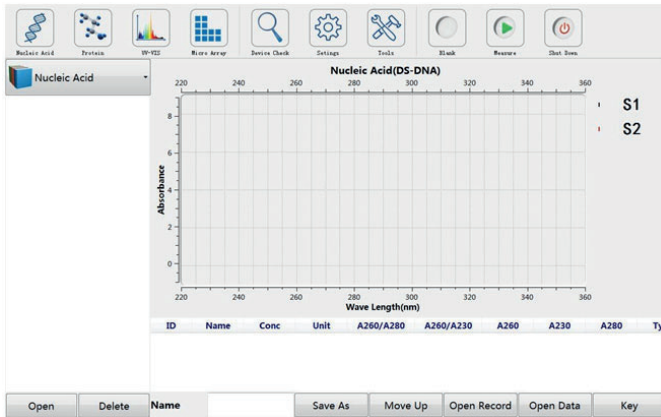 Nucleic Acid Protein UV-VIS Micro Array Device Check Settings Tools Blank Measure Shut Down
Nucleic Acid
Nucleic Acid(DS-DNA)
220 240 260 280 300 320 340 360
S1
S2
8
6
4
2
0
Absorbance
220 240 260 280 300 320 340 360
Wave Length(nm)
ID Name Conc Unit A260/A280 A260/A230 A260 A230 A280 Ty
Open Delete Name Save As Move Up Open Record Open Data Key